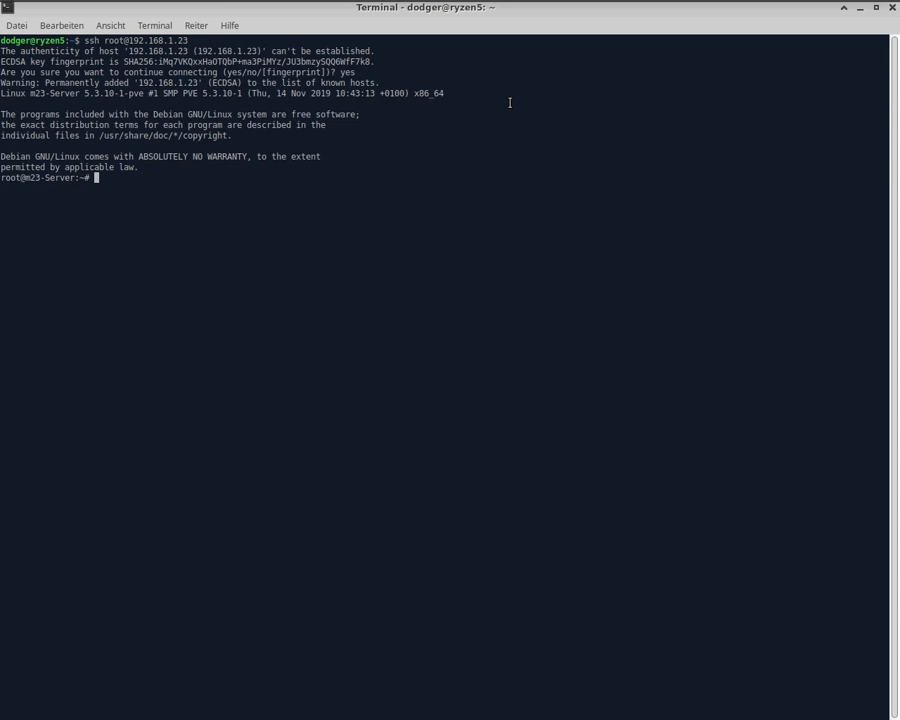 Terminal - dodger@ryzen5: ~
Datei Bearbeiten Ansicht Terminal Reiter Hilfe
dodger@ryzen5:~$ ssh root@192.168.1.23
The authenticity of host '192.168.1.23 (192.168.1.23)' can't be established.
ECDSA key fingerprint is SHA256:iMq7VKQxxHaOTQbP+ma3PiMYz/JU3bmzySQQ6WfF7k8.
Are you sure you want to continue connecting (yes/no/[fingerprint])? yes
Warning: Permanently added '192.168.1.23' (ECDSA) to the list of known hosts.
Linux m23-Server 5.3.10-1-pve #1 SMP PVE 5.3.10-1 (Thu, 14 Nov 2019 10:43:13 +0100) x86_64
The programs included with the Debian GNU/Linux system are free software;
the exact distribution terms for each program are described in the
individual files in /usr/share/doc/*/copyright.
Debian GNU/Linux comes with ABSOLUTELY NO WARRANTY, to the extent
permitted by applicable law.
root@m23-Server:~#